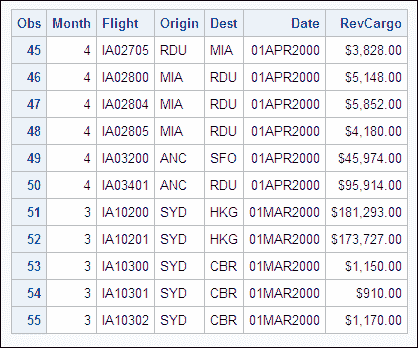 Obs Month Flight Origin Dest Date RevCargo
45 4 IA02705 RDU MIA 01APR2000 $3,828.00
46 4 IA02800 MIA RDU 01APR2000 $5,148.00
47 4 IA02804 MIA RDU 01APR2000 $5,852.00
48 4 IA02805 MIA RDU 01APR2000 $4,180.00
49 4 IA03200 ANC SFO 01APR2000 $45,974.00
50 4 IA03401 ANC RDU 01APR2000 $95,914.00
51 3 IA10200 SYD HKG 01MAR2000 $181,293.00
52 3 IA10201 SYD HKG 01MAR2000 $173,727.00
53 3 IA10300 SYD CBR 01MAR2000 $1,150.00
54 3 IA10301 SYD CBR 01MAR2000 $910.00
55 3 IA10302 SYD CBR 01MAR2000 $1,170.00